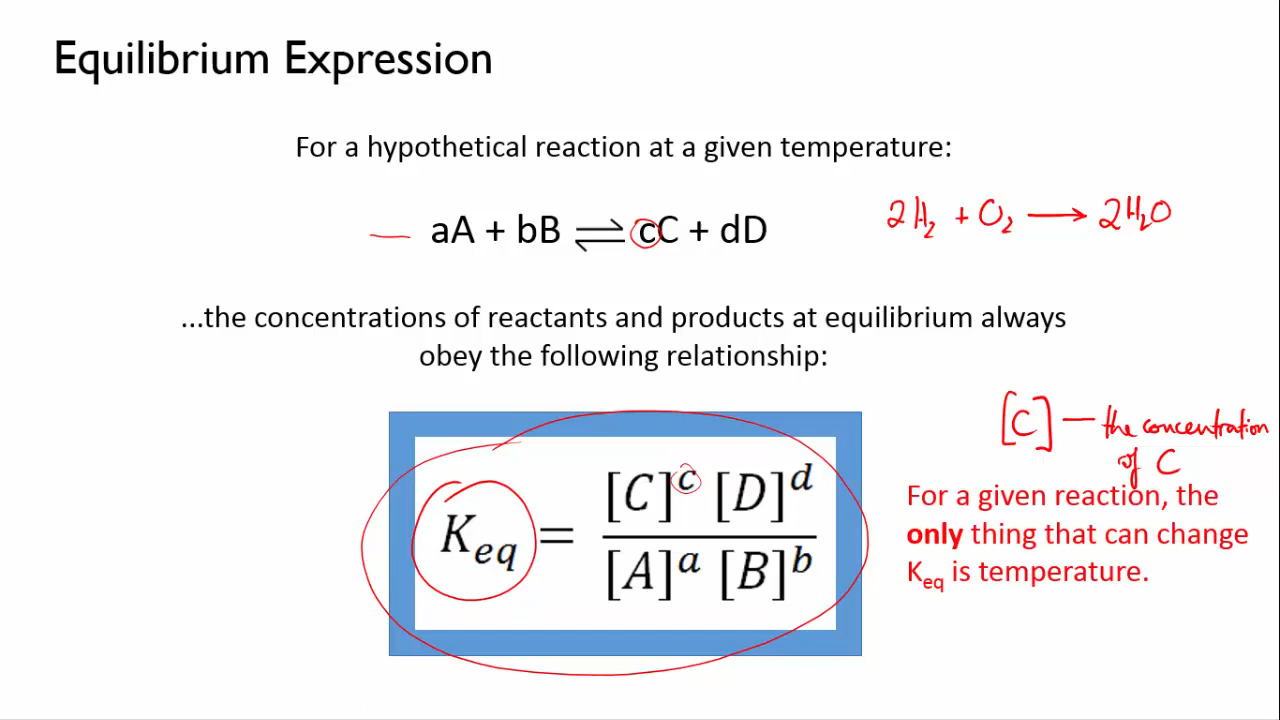 Equilibrium Expression
For a hypothetical reaction at a given temperature:
aA + bB ⇌ cC + dD
2H₂ + O₂ ⟶ 2H₂O
...the concentrations of reactants and products at equilibrium always
obey the following relationship:
[C] — the concentration
of C
K_eq = [C]^c [D]^d / [A]^a [B]^b
For a given reaction, the
only thing that can change
K_eq is temperature.